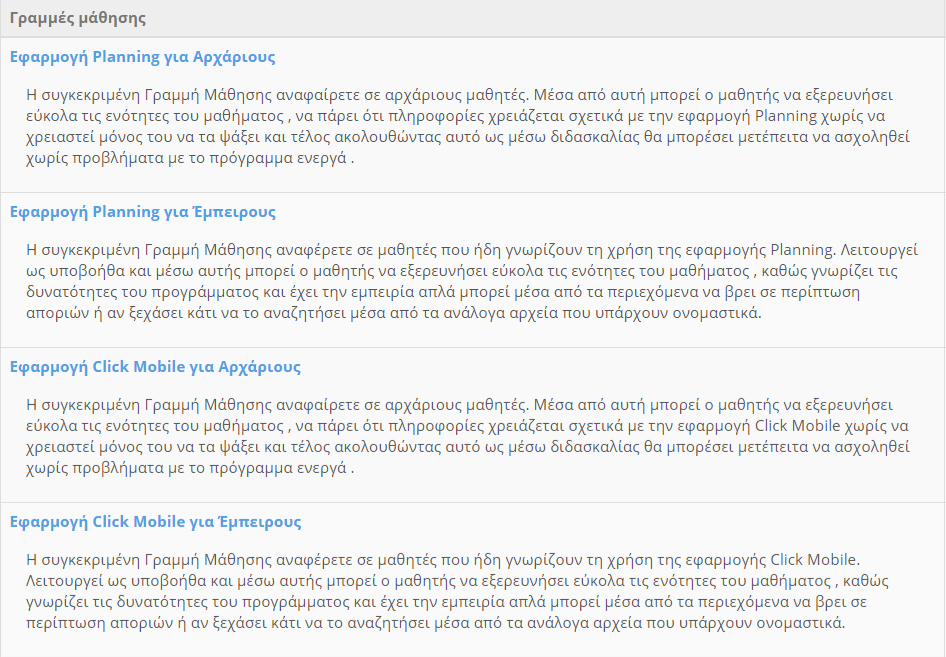 Γραμμές μάθησης
Εφαρμογή Planning για Αρχάριους
Η συγκεκριμένη Γραμμή Μάθησης αναφαίρετε σε αρχάριους μαθητές. Μέσα από αυτή μπορεί ο μαθητής να εξερευνήσει
εύκολα τις ενότητες του μαθήματος , να πάρει ότι πληροφορίες χρειάζεται σχετικά με την εφαρμογή Planning χωρίς να
χρειαστεί μόνος του να τα ψάξει και τέλος ακολουθώντας αυτό ως μέσω διδασκαλίας θα μπορέσει μετέπειτα να ασχοληθεί
χωρίς προβλήματα με το πρόγραμμα ενεργά .
Εφαρμογή Planning για Έμπειρους
Η συγκεκριμένη Γραμμή Μάθησης αναφέρετε σε μαθητές που ήδη γνωρίζουν τη χρήση της εφαρμογής Planning. Λειτουργεί
ως υποβοήθα και μέσω αυτής μπορεί ο μαθητής να εξερευνήσει εύκολα τις ενότητες του μαθήματος , καθώς γνωρίζει τις
δυνατότητες του προγράμματος και έχει την εμπειρία απλά μπορεί μέσα από τα περιεχόμενα να βρει σε περίπτωση
αποριών ή αν ξεχάσει κάτι να το αναζητήσει μέσα από τα ανάλογα αρχεία που υπάρχουν ονομαστικά.
Εφαρμογή Click Mobile για Αρχάριους
Η συγκεκριμένη Γραμμή Μάθησης αναφαίρετε σε αρχάριους μαθητές. Μέσα από αυτή μπορεί ο μαθητής να εξερευνήσει
εύκολα τις ενότητες του μαθήματος , να πάρει ότι πληροφορίες χρειάζεται σχετικά με την εφαρμογή Click Mobile χωρίς να
χρειαστεί μόνος του να τα ψάξει και τέλος ακολουθώντας αυτό ως μέσω διδασκαλίας θα μπορέσει μετέπειτα να ασχοληθεί
χωρίς προβλήματα με το πρόγραμμα ενεργά .
Εφαρμογή Click Mobile για Έμπειρους
Η συγκεκριμένη Γραμμή Μάθησης αναφέρετε σε μαθητές που ήδη γνωρίζουν τη χρήση της εφαρμογής Click Mobile.
Λειτουργεί ως υποβοήθα και μέσω αυτής μπορεί ο μαθητής να εξερευνήσει εύκολα τις ενότητες του μαθήματος , καθώς
γνωρίζει τις δυνατότητες του προγράμματος και έχει την εμπειρία απλά μπορεί μέσα από τα περιεχόμενα να βρει σε
περίπτωση αποριών ή αν ξεχάσει κάτι να το αναζητήσει μέσα από τα ανάλογα αρχεία που υπάρχουν ονομαστικά.